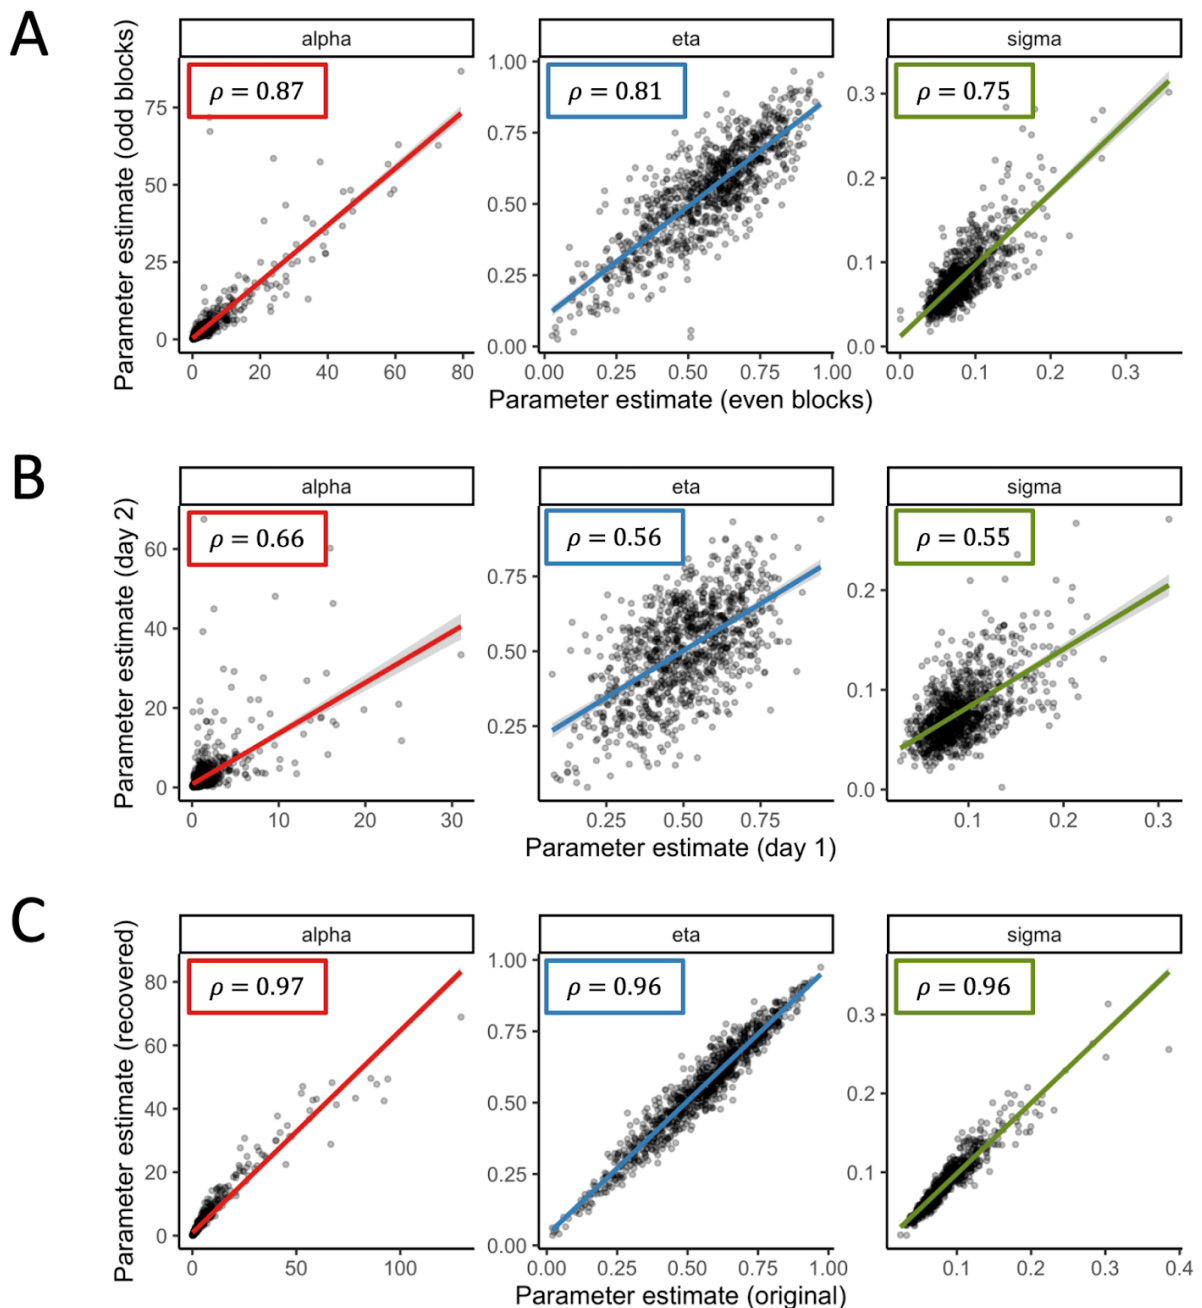 A
alpha
eta
sigma
ρ = 0.87
ρ = 0.81
ρ = 0.75
Parameter estimate (odd blocks)
75
50
25
0
1.00
0.75
0.50
0.25
0.00
0.3
0.2
0.1
0.0
0
20
40
60
80
0.00
0.25
0.50
0.75
1.00
0.0
0.1
0.2
0.3
Parameter estimate (even blocks)
B
alpha
eta
sigma
ρ = 0.66
ρ = 0.56
ρ = 0.55
Parameter estimate (day 2)
60
40
20
0
0.75
0.50
0.25
0.2
0.1
0.0
0
10
20
30
0.25
0.50
0.75
0.1
0.2
0.3
Parameter estimate (day 1)
C
alpha
eta
sigma
ρ = 0.97
ρ = 0.96
ρ = 0.96
Parameter estimate (recovered)
80
60
40
20
0
1.00
0.75
0.50
0.25
0.00
0.3
0.2
0.1
0
50
100
0.00
0.25
0.50
0.75
1.00
0.1
0.2
0.3
0.4
Parameter estimate (original)